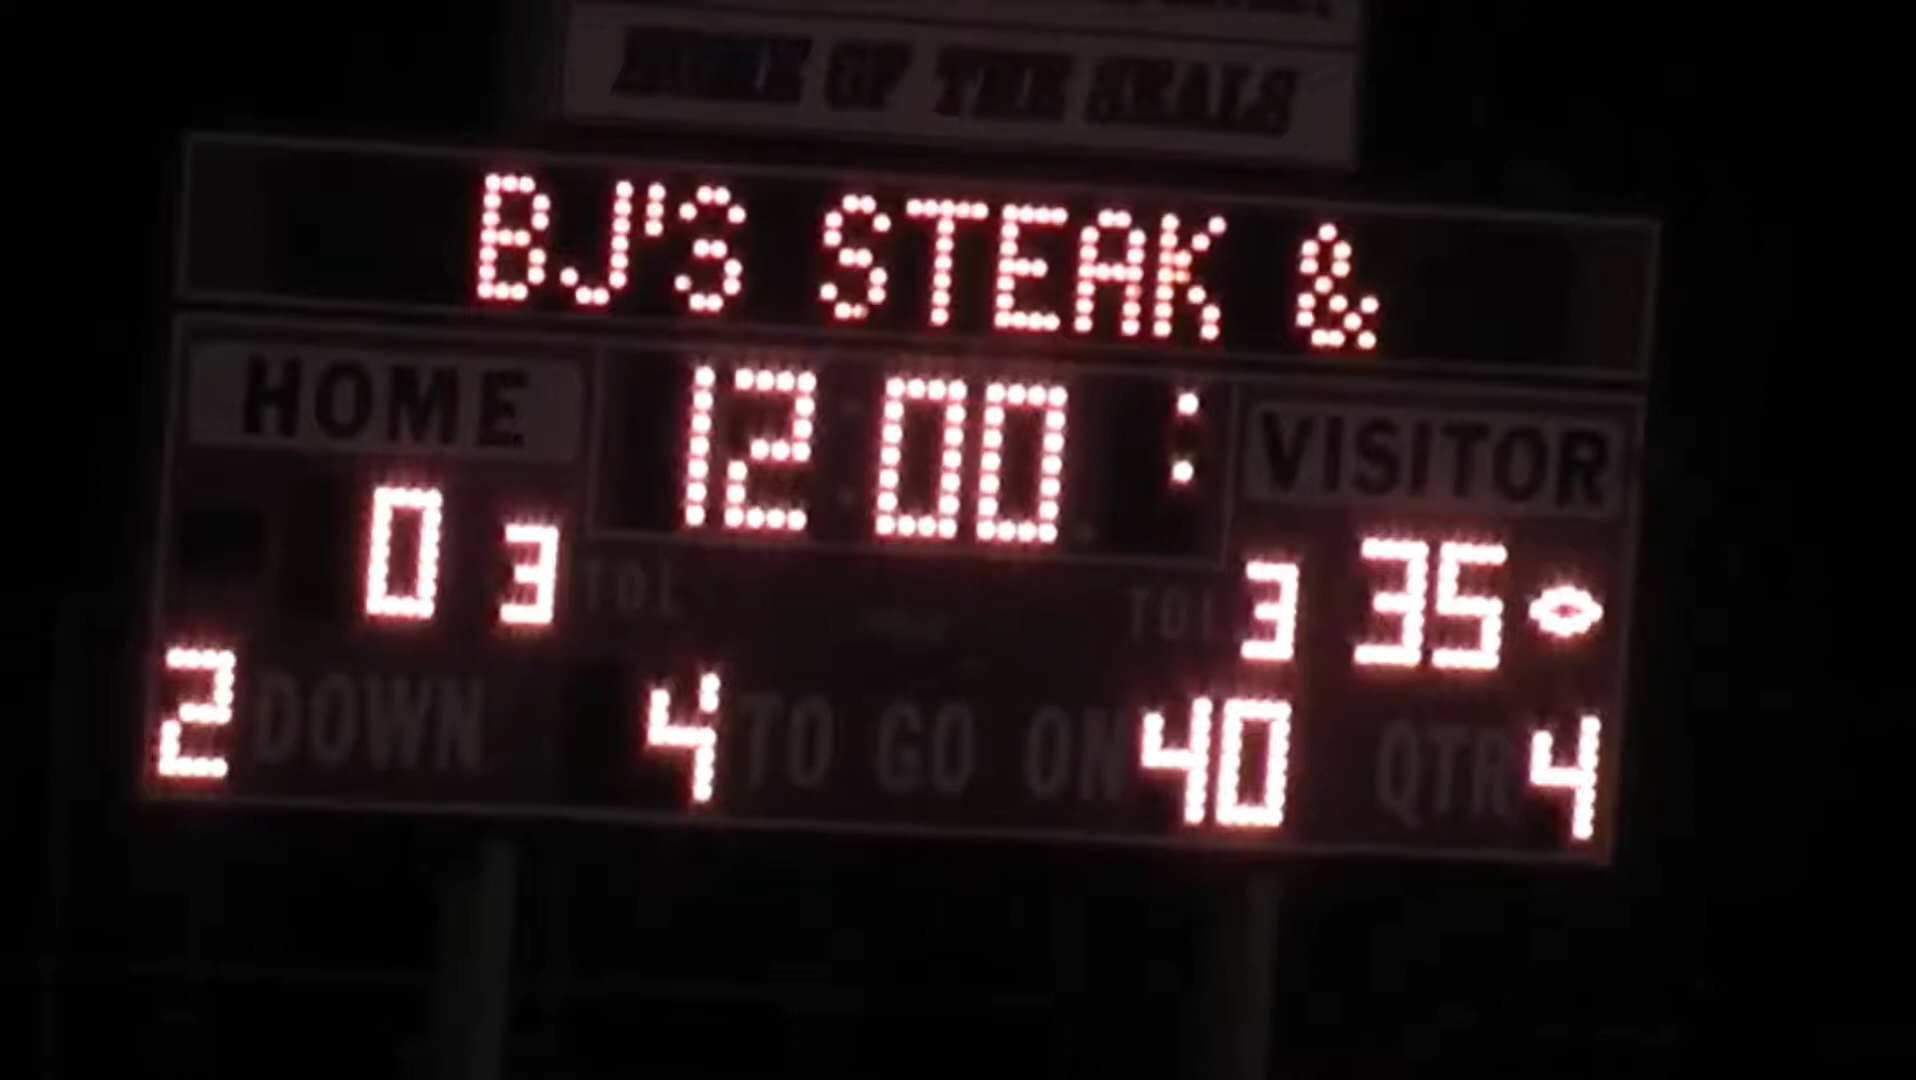 HOME OF THE SEALS
BJ'S STEAK &
HOME 12:00 : VISITOR
0 3 TOL TOL 3 35
2 DOWN 4 TO GO ON 40 QTR 4